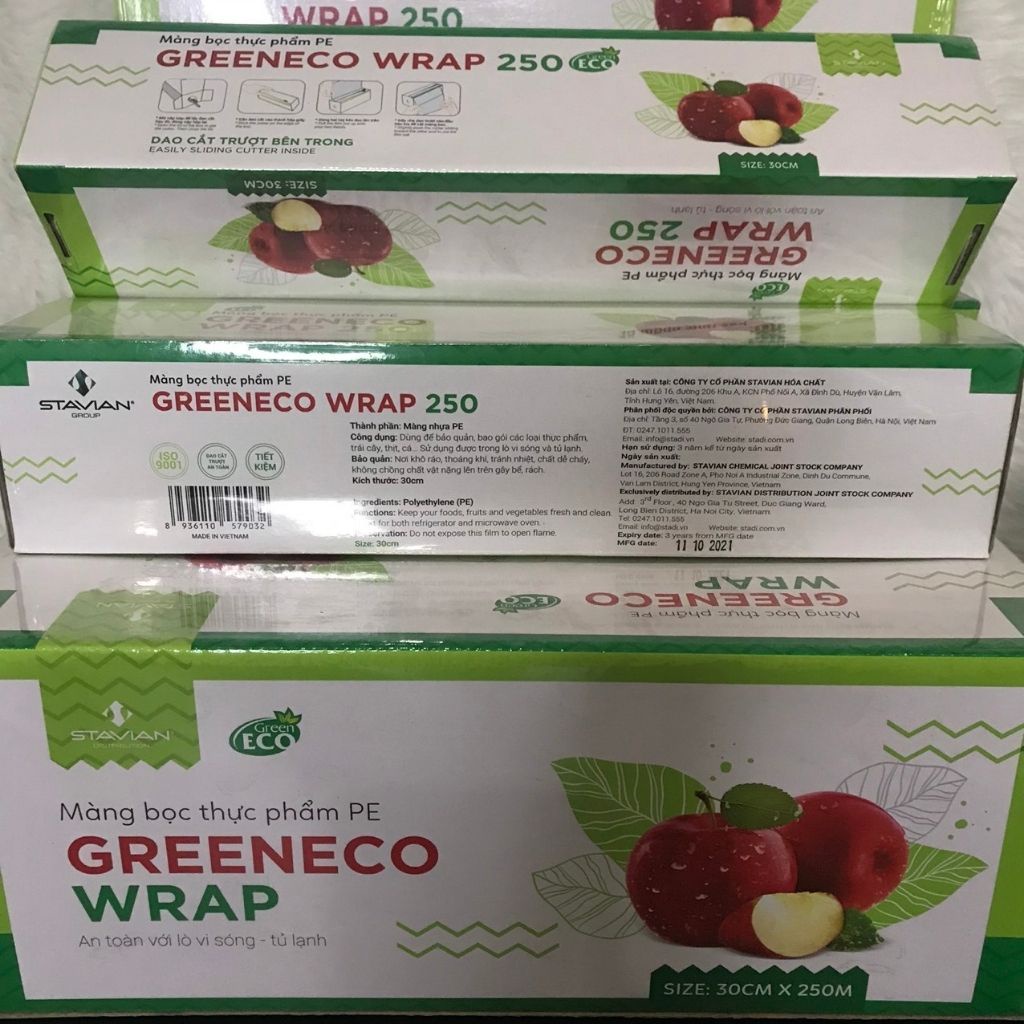 WRAP 250
Màng bọc thực phẩm PE
GREENECO WRAP 250
Green
ECO
DAO CẮT TRƯỢT BÊN TRONG
EASILY SLIDING CUTTER INSIDE
SIZE: 30CM
SIZE: 30CM
An toàn với lò vi sóng - tủ lạnh
GREENECO
WRAP 250
Màng bọc thực phẩm PE
ECO
STAVIAN®
GROUP
Màng bọc thực phẩm PE
GREENECO WRAP 250
ISO
9001
DAO CẮT
TRƯỢT
AN TOÀN
TIẾT
KIỆM
8 936110 579032
MADE IN VIETNAM
Thành phần: Màng nhựa PE
Công dụng: Dùng để bảo quản, bao gói các loại thực phẩm,
trái cây, thịt, cá... Sử dụng được trong lò vi sóng và tủ lạnh.
Bảo quản: Nơi khô ráo, thoáng khí, tránh nhiệt, chất dễ cháy,
không chồng chất vật nặng lên trên gây bể, rách.
Kích thước: 30cm
Ingredients: Polyethylene (PE)
Functions: Keep your foods, fruits and vegetables fresh and clean.
for both refrigerator and microwave oven.
Do not expose this film to open flame.
Size: 30cm
Sản xuất tại: CÔNG TY CỔ PHẦN STAVIAN HÓA CHẤT
Địa chỉ: Lô 16, đường 206 Khu A, KCN Phố Nối A, Xã Đình Dù, Huyện Văn Lâm,
Tỉnh Hưng Yên, Việt Nam
Phân phối độc quyền bởi: CÔNG TY CỔ PHẦN STAVIAN PHÂN PHỐI
Địa chỉ: Tầng 3, số 40 Ngô Gia Tự, Phường Đức Giang, Quận Long Biên, Hà Nội, Việt Nam
ĐT: 0247.1011.555
Email: info@stadi.vn Website: stadi.com.vn
Hạn sử dụng: 3 năm kể từ ngày sản xuất
Ngày sản xuất:
Manufactured by: STAVIAN CHEMICAL JOINT STOCK COMPANY
Lot 16, 206 Road Zone A, Pho Noi A Industrial Zone, Dinh Du Commune,
Van Lam District, Hung Yen Province, Vietnam
Exclusively distributed by: STAVIAN DISTRIBUTION JOINT STOCK COMPANY
Add: 3rd Floor, 40 Ngo Gia Tu Street, Duc Giang Ward,
Long Bien District, Ha Noi City, Vietnam
Tel: 0247.1011.555
Email: info@stadi.vn Website: stadi.com.vn
Expiry date: 3 years from MFG date
MFG date: 11 10 2021
WRAP
GREENECO
Màng bọc thực phẩm PE
STAVIAN
DISTRIBUTION
Green
ECO
Màng bọc thực phẩm PE
GREENECO
WRAP
An toàn với lò vi sóng - tủ lạnh
SIZE: 30CM X 250M